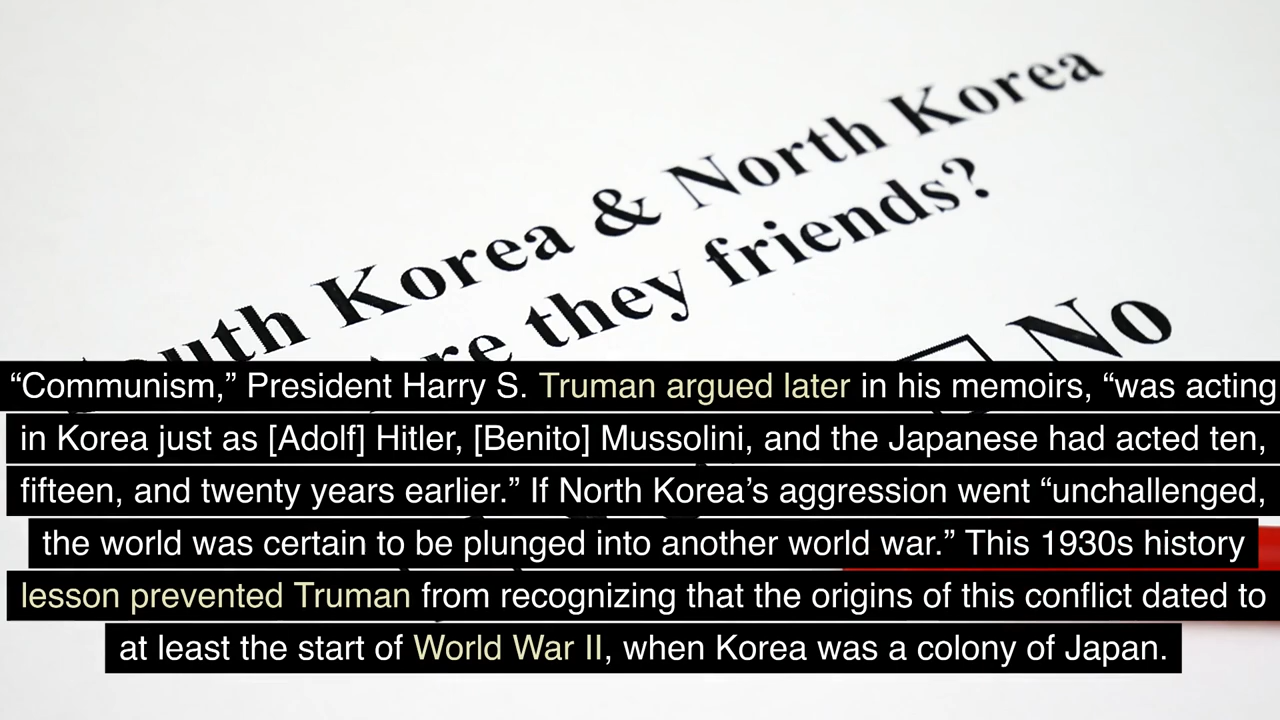 South Korea & North Korea
Are they friends?
No
“Communism,” President Harry S. Truman argued later in his memoirs, “was acting
in Korea just as [Adolf] Hitler, [Benito] Mussolini, and the Japanese had acted ten,
fifteen, and twenty years earlier.” If North Korea’s aggression went “unchallenged,
the world was certain to be plunged into another world war.” This 1930s history
lesson prevented Truman from recognizing that the origins of this conflict dated to
at least the start of World War II, when Korea was a colony of Japan.